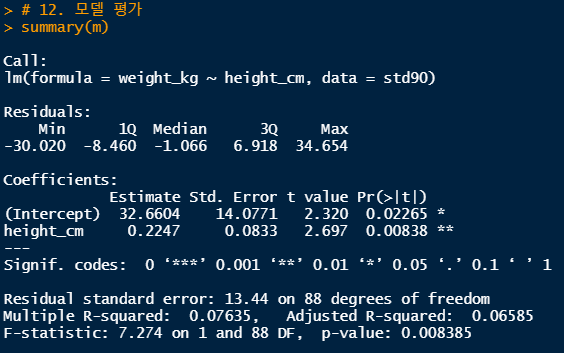 > # 12. 모델 평가
> summary(m)
Call:
lm(formula = weight_kg ~ height_cm, data = std90)
Residuals:
    Min      1Q  Median      3Q     Max
-30.020  -8.460  -1.066   6.918  34.654
Coefficients:
            Estimate Std. Error t value Pr(>|t|)
(Intercept)  32.6604    14.0771   2.320  0.02265 *
height_cm     0.2247     0.0833   2.697  0.00838 **
---
Signif. codes:  0 ‘***’ 0.001 ‘**’ 0.01 ‘*’ 0.05 ‘.’ 0.1 ‘ ’ 1
Residual standard error: 13.44 on 88 degrees of freedom
Multiple R-squared:  0.07635,   Adjusted R-squared:  0.06585
F-statistic: 7.274 on 1 and 88 DF,  p-value: 0.008385